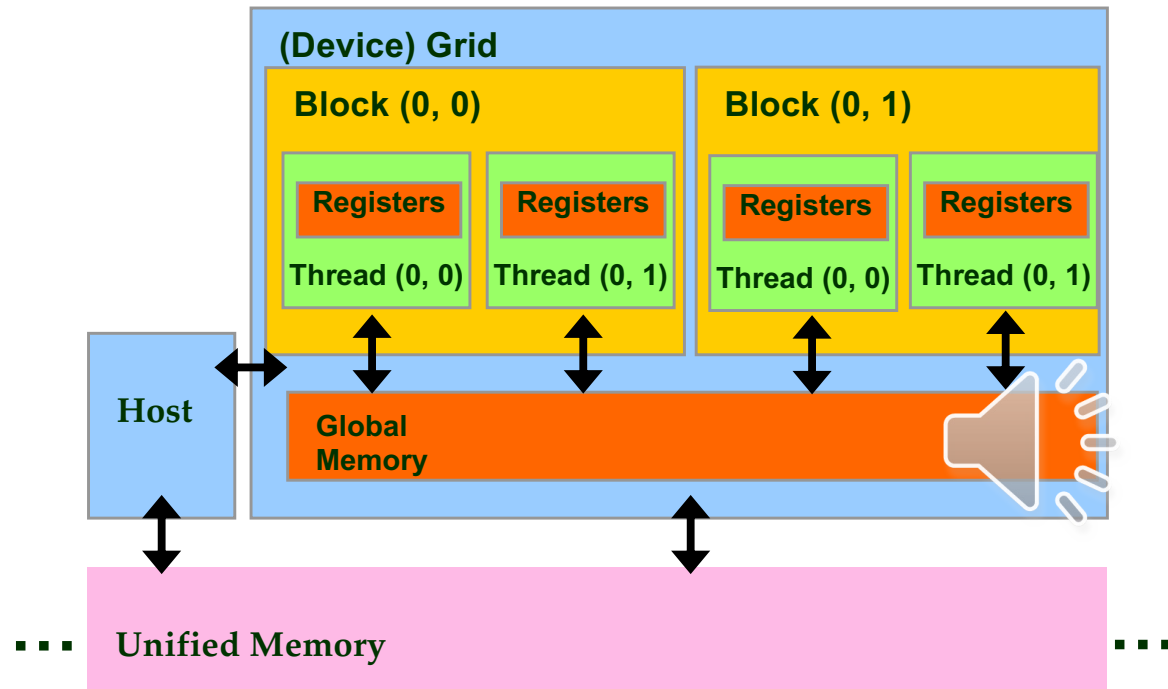 (Device) Grid
Block (0, 0)
Block (0, 1)
Registers
Registers
Registers
Registers
Thread (0, 0)
Thread (0, 1)
Thread (0, 0)
Thread (0, 1)
Host
Global
Memory
Unified Memory